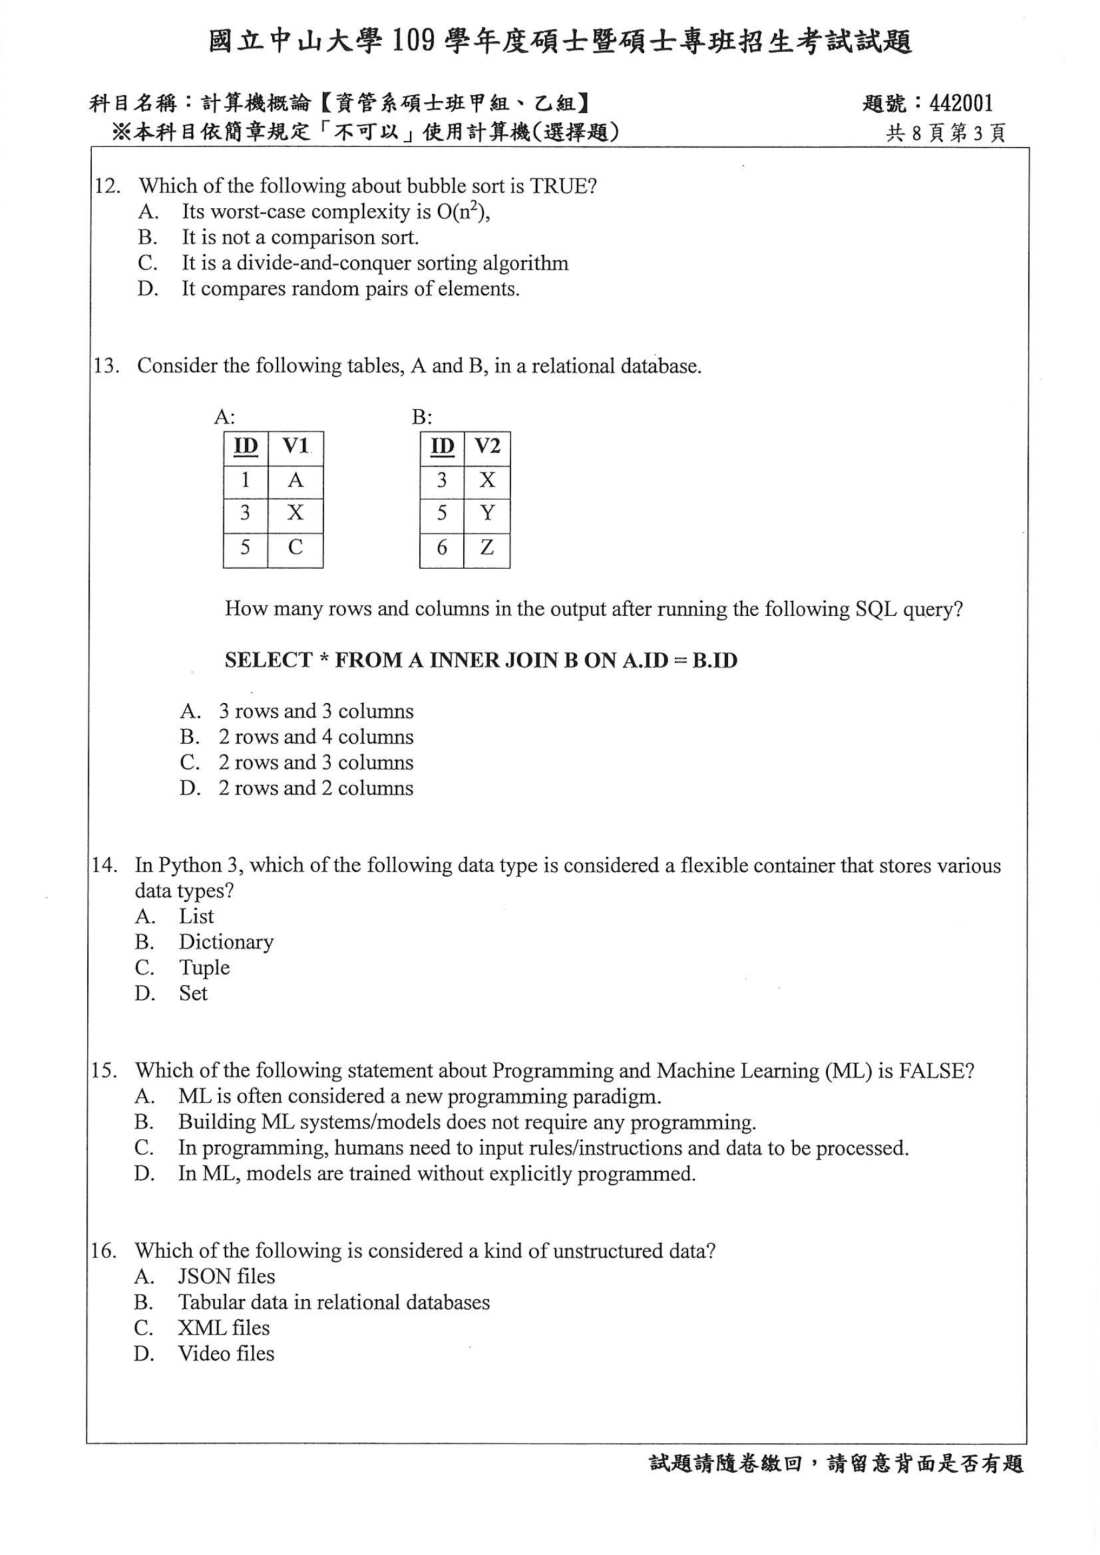 國立中山大學 109 學年度碩士暨碩士專班招生考試試題
科目名稱：計算機概論【資管系碩士班甲組、乙組】 題號：442001
※本科目依簡章規定「不可以」使用計算機(選擇題) 共 8 頁第 3 頁
12. Which of the following about bubble sort is TRUE?
A. Its worst-case complexity is O(n²),
B. It is not a comparison sort.
C. It is a divide-and-conquer sorting algorithm
D. It compares random pairs of elements.
13. Consider the following tables, A and B, in a relational database.
A: B:
ID V1 ID V2
1 A 3 X
3 X 5 Y
5 C 6 Z
How many rows and columns in the output after running the following SQL query?
SELECT * FROM A INNER JOIN B ON A.ID = B.ID
A. 3 rows and 3 columns
B. 2 rows and 4 columns
C. 2 rows and 3 columns
D. 2 rows and 2 columns
14. In Python 3, which of the following data type is considered a flexible container that stores various
data types?
A. List
B. Dictionary
C. Tuple
D. Set
15. Which of the following statement about Programming and Machine Learning (ML) is FALSE?
A. ML is often considered a new programming paradigm.
B. Building ML systems/models does not require any programming.
C. In programming, humans need to input rules/instructions and data to be processed.
D. In ML, models are trained without explicitly programmed.
16. Which of the following is considered a kind of unstructured data?
A. JSON files
B. Tabular data in relational databases
C. XML files
D. Video files
試題請隨卷繳回，請留意背面是否有題